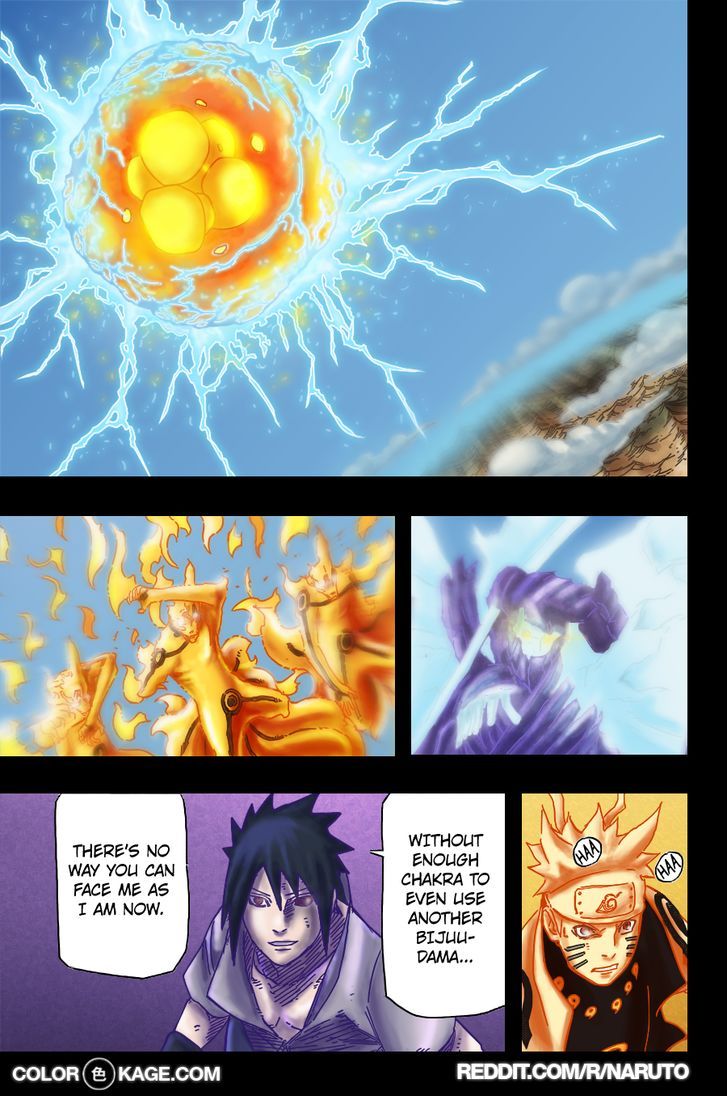 HAA
HAA
WITHOUT
ENOUGH
CHAKRA TO
EVEN USE
ANOTHER
BIJUU-
DAMA...
THERE'S NO
WAY YOU CAN
FACE ME AS
I AM NOW.
COLOR 色 KAGE.COM
REDDIT.COM/R/NARUTO